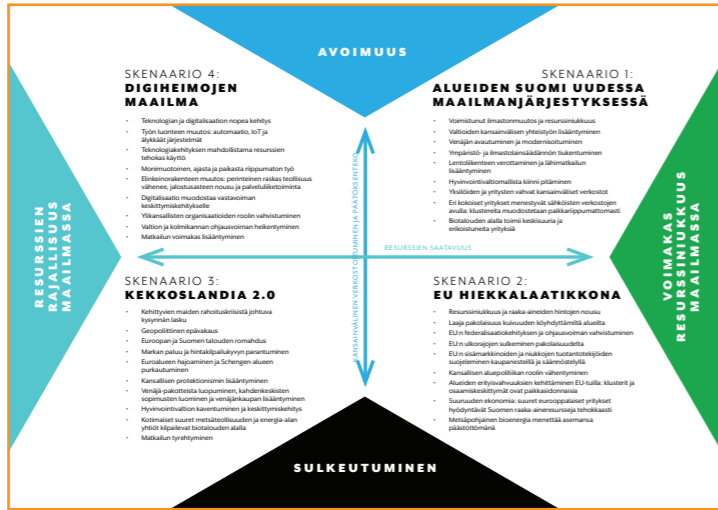 AVOIMUUS
SKENAARIO 4:
DIGIHEIMOJEN
MAAILMA
- Teknologian ja digitalisaation nopea kehitys
- Työn luonteen muutos: automaatio, IoT ja
älykkäät järjestelmät
- Teknologiakehityksen mahdollistama resurssien
tehokas käyttö
- Monimuotoinen, ajasta ja paikasta riippumaton työ
- Elinkeinorakenteen muutos: perinteinen raskas teollisuus
vähenee, jalostusasteen nousu ja palveluliiketoiminta
- Digitalisaatio muodostaa vastavoiman
keskittymiskehitykselle
- Ylikansallisten organisaatioiden roolin vahvistuminen
- Valtion ja kolmikannan ohjausvoiman heikentyminen
- Matkailun voimakas lisääntyminen
SKENAARIO 1:
ALUEIDEN SUOMI UUDESSA
MAAILMANJÄRJESTYKSESSÄ
- Voimistunut ilmastonmuutos ja resurssiniukkuus
- Valtioiden kansainvälisen yhteistyön lisääntyminen
- Venäjän avautuminen ja modernisoituminen
- Ympäristö- ja ilmastolainsäädännön tiukentuminen
- Lentoliikenteen verottaminen ja lähimatkailun
lisääntyminen
- Hyvinvointivaltiomallista kiinni pitäminen
- Yksilöiden ja yritysten vahvat kansainväliset verkostot
- Eri kokoiset yritykset menestyvät sähköisten verkostojen
avulla: klustereita muodostetaan paikkariippumattomasti
- Biotalouden alalla toimii keskisuuria ja
erikoistuneita yrityksiä
RESURSSIEN
RAJALLISUUS
MAAILMASSA
KANSAINVÄLINEN VERKOSTOITUMINEN JA PÄÄTÖKSENTEKO
RESURSSIEN SAATAVUUS
VOIMAKAS
RESURSSINIUKKUUS
MAAILMASSA
SKENAARIO 3:
KEKKOSLANDIA 2.0
- Kehittyvien maiden rahoituskriisistä johtuva
kysynnän lasku
- Geopoliittinen epävakaus
- Euroopan ja Suomen talouden romahdus
- Markan paluu ja hintakilpailukyvyn parantuminen
- Euroalueen hajoaminen ja Schengen-alueen
purkautuminen
- Kansallisen protektionismin lisääntyminen
- Venäjä-pakotteista luopuminen, kahdenkeskisten
sopimusten luominen ja venäjänkaupan lisääntyminen
- Hyvinvointivaltion kaventuminen ja keskittymiskehitys
- Kotimaiset suuret metsäteollisuuden ja energia-alan
yhtiöt kilpailevat biotalouden alalla
- Matkailun tyrehtyminen
SKENAARIO 2:
EU HIEKKALAATIKKONA
- Resurssiniukkuus ja raaka-aineiden hintojen nousu
- Laaja pakolaisuus kuivuuden köyhdyttämiltä alueilta
- EU:n federalisaatiokehityksen ja ohjausvoiman vahvistuminen
- EU:n ulkorajojen sulkeminen pakolaisuudelta
- EU:n sisämarkkinoiden ja niukkojen tuotantotekijöiden
suojeleminen kaupanesteillä ja säännöstelyllä
- Kansallisen aluepolitiikan roolin vähentyminen
- Alueiden erityisvahvuuksien kehittäminen EU-tuilla: klusterit ja
osaamiskeskittymät ovat paikkasidonnaisia
- Suuruuden ekonomia: suuret eurooppalaiset yritykset
hyödyntävät Suomen raaka-aineresursseja tehokkaasti
- Metsäpohjainen bioenergia menettää asemansa
päästöttömänä
SULKEUTUMINEN